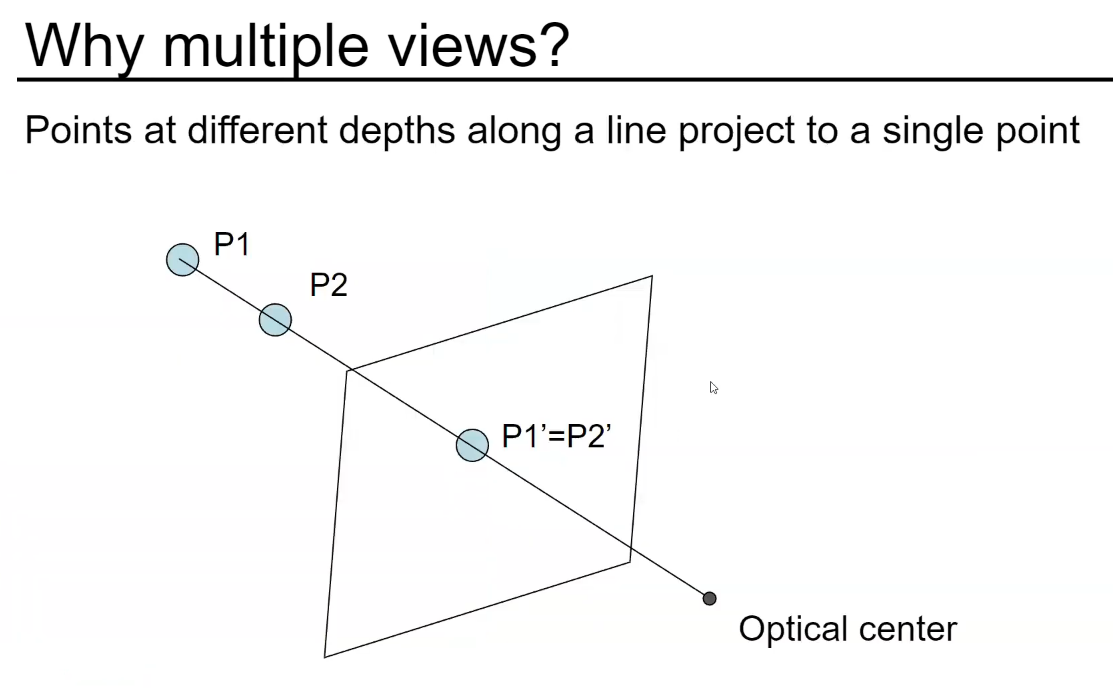 Why multiple views?
Points at different depths along a line project to a single point
P1
P2
P1’=P2’
Optical center